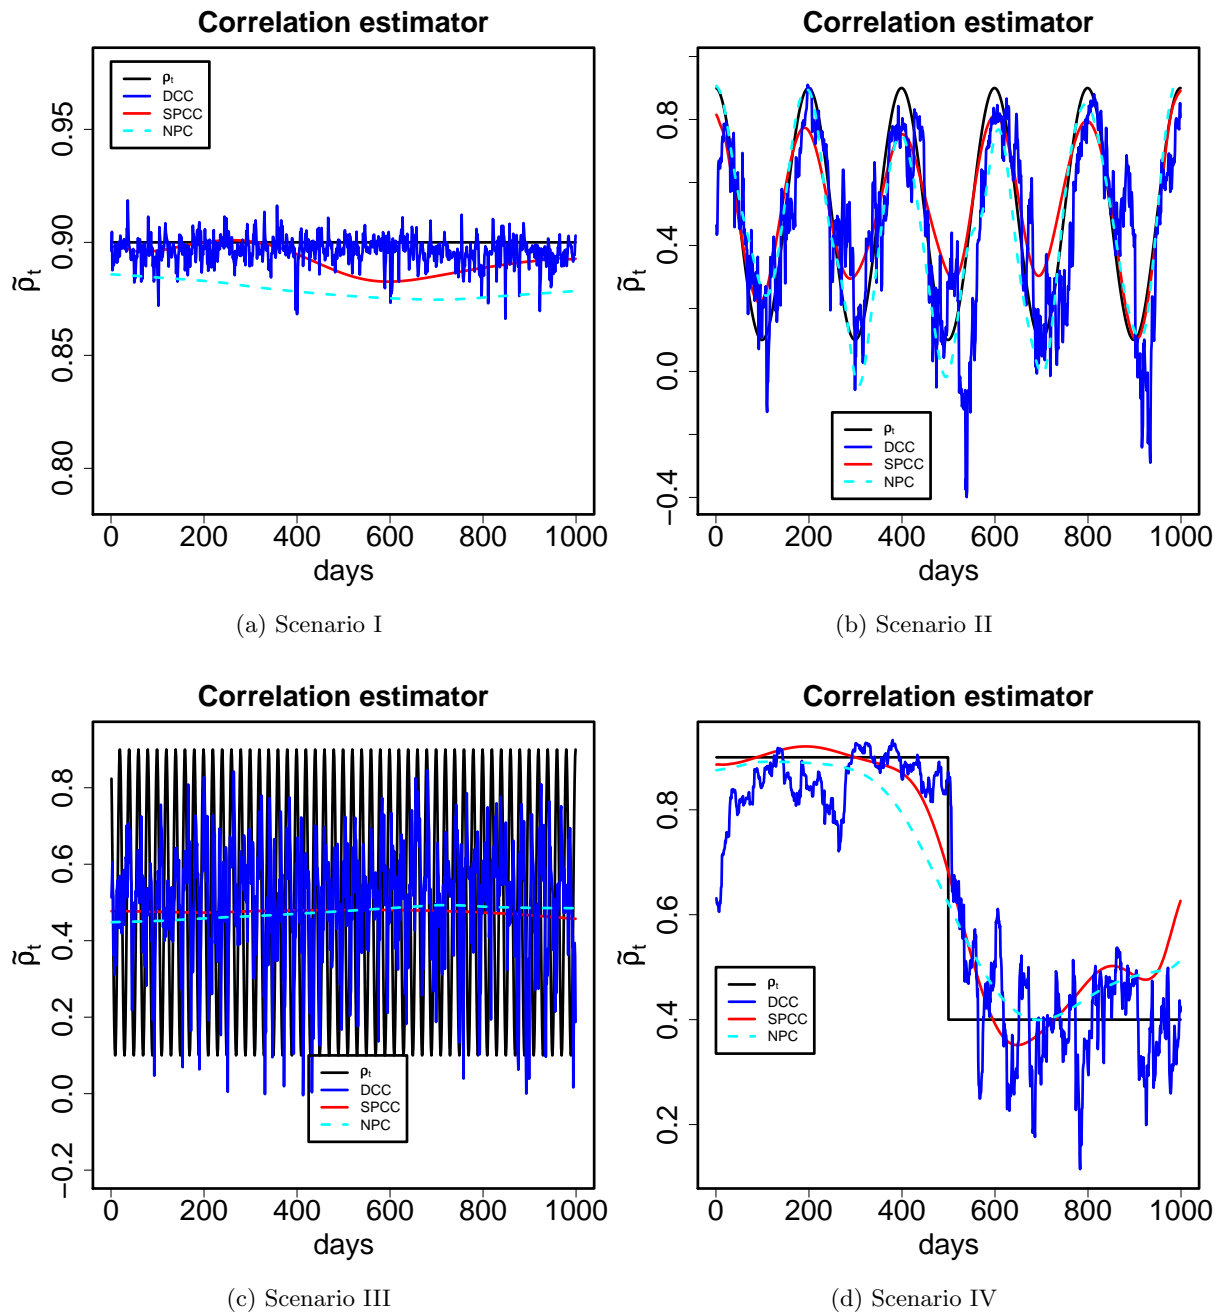 Correlation estimator
ρ̃t
0.95
0.90
0.85
0.80
ρt
DCC
SPCC
NPC
0 200 400 600 800 1000
days
(a) Scenario I
Correlation estimator
ρ̃t
0.8
0.4
0.0
−0.4
ρt
DCC
SPCC
NPC
0 200 400 600 800 1000
days
(b) Scenario II
Correlation estimator
ρ̃t
0.8
0.6
0.4
0.2
0.0
−0.2
ρt
DCC
SPCC
NPC
0 200 400 600 800 1000
days
(c) Scenario III
Correlation estimator
ρ̃t
0.8
0.6
0.4
0.2
ρt
DCC
SPCC
NPC
0 200 400 600 800 1000
days
(d) Scenario IV